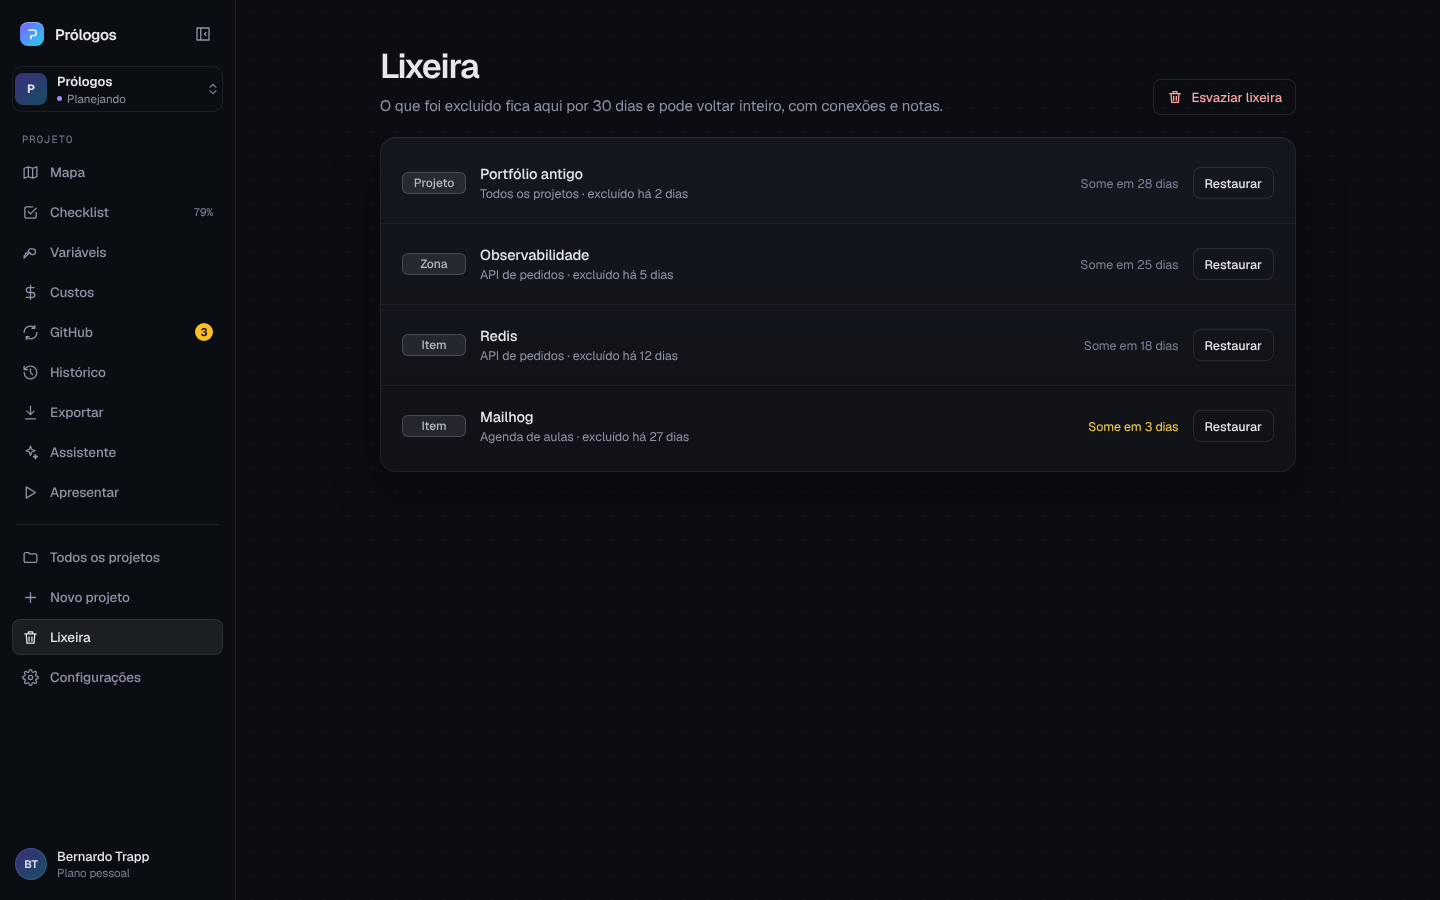 Prólogos
P
Prólogos
Planejando
PROJETO
Mapa
Checklist 79%
Variáveis
Custos
GitHub 3
Histórico
Exportar
Assistente
Apresentar
Todos os projetos
Novo projeto
Lixeira
Configurações
BT
Bernardo Trapp
Plano pessoal
Lixeira
O que foi excluído fica aqui por 30 dias e pode voltar inteiro, com conexões e notas.
Esvaziar lixeira
Projeto
Portfólio antigo
Todos os projetos · excluído há 2 dias
Some em 28 dias
Restaurar
Zona
Observabilidade
API de pedidos · excluído há 5 dias
Some em 25 dias
Restaurar
Item
Redis
API de pedidos · excluído há 12 dias
Some em 18 dias
Restaurar
Item
Mailhog
Agenda de aulas · excluído há 27 dias
Some em 3 dias
Restaurar